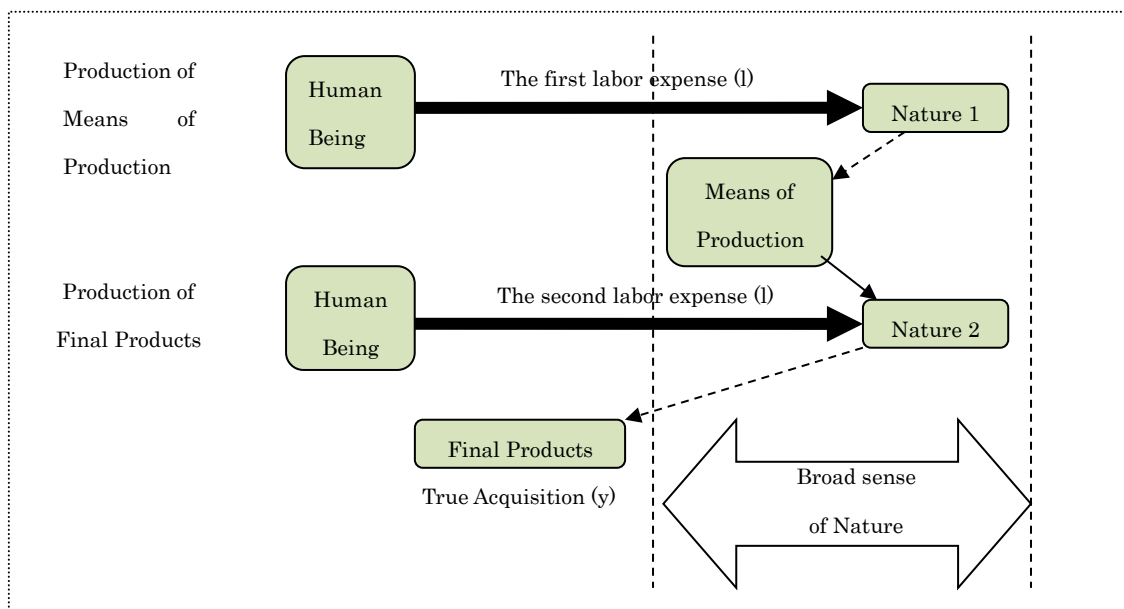 Production of
Means of
Production
Human
Being
The first labor expense (l)
Nature 1
Means of
Production
Production of
Final Products
Human
Being
The second labor expense (l)
Nature 2
Final Products
True Acquisition (y)
Broad sense
of Nature